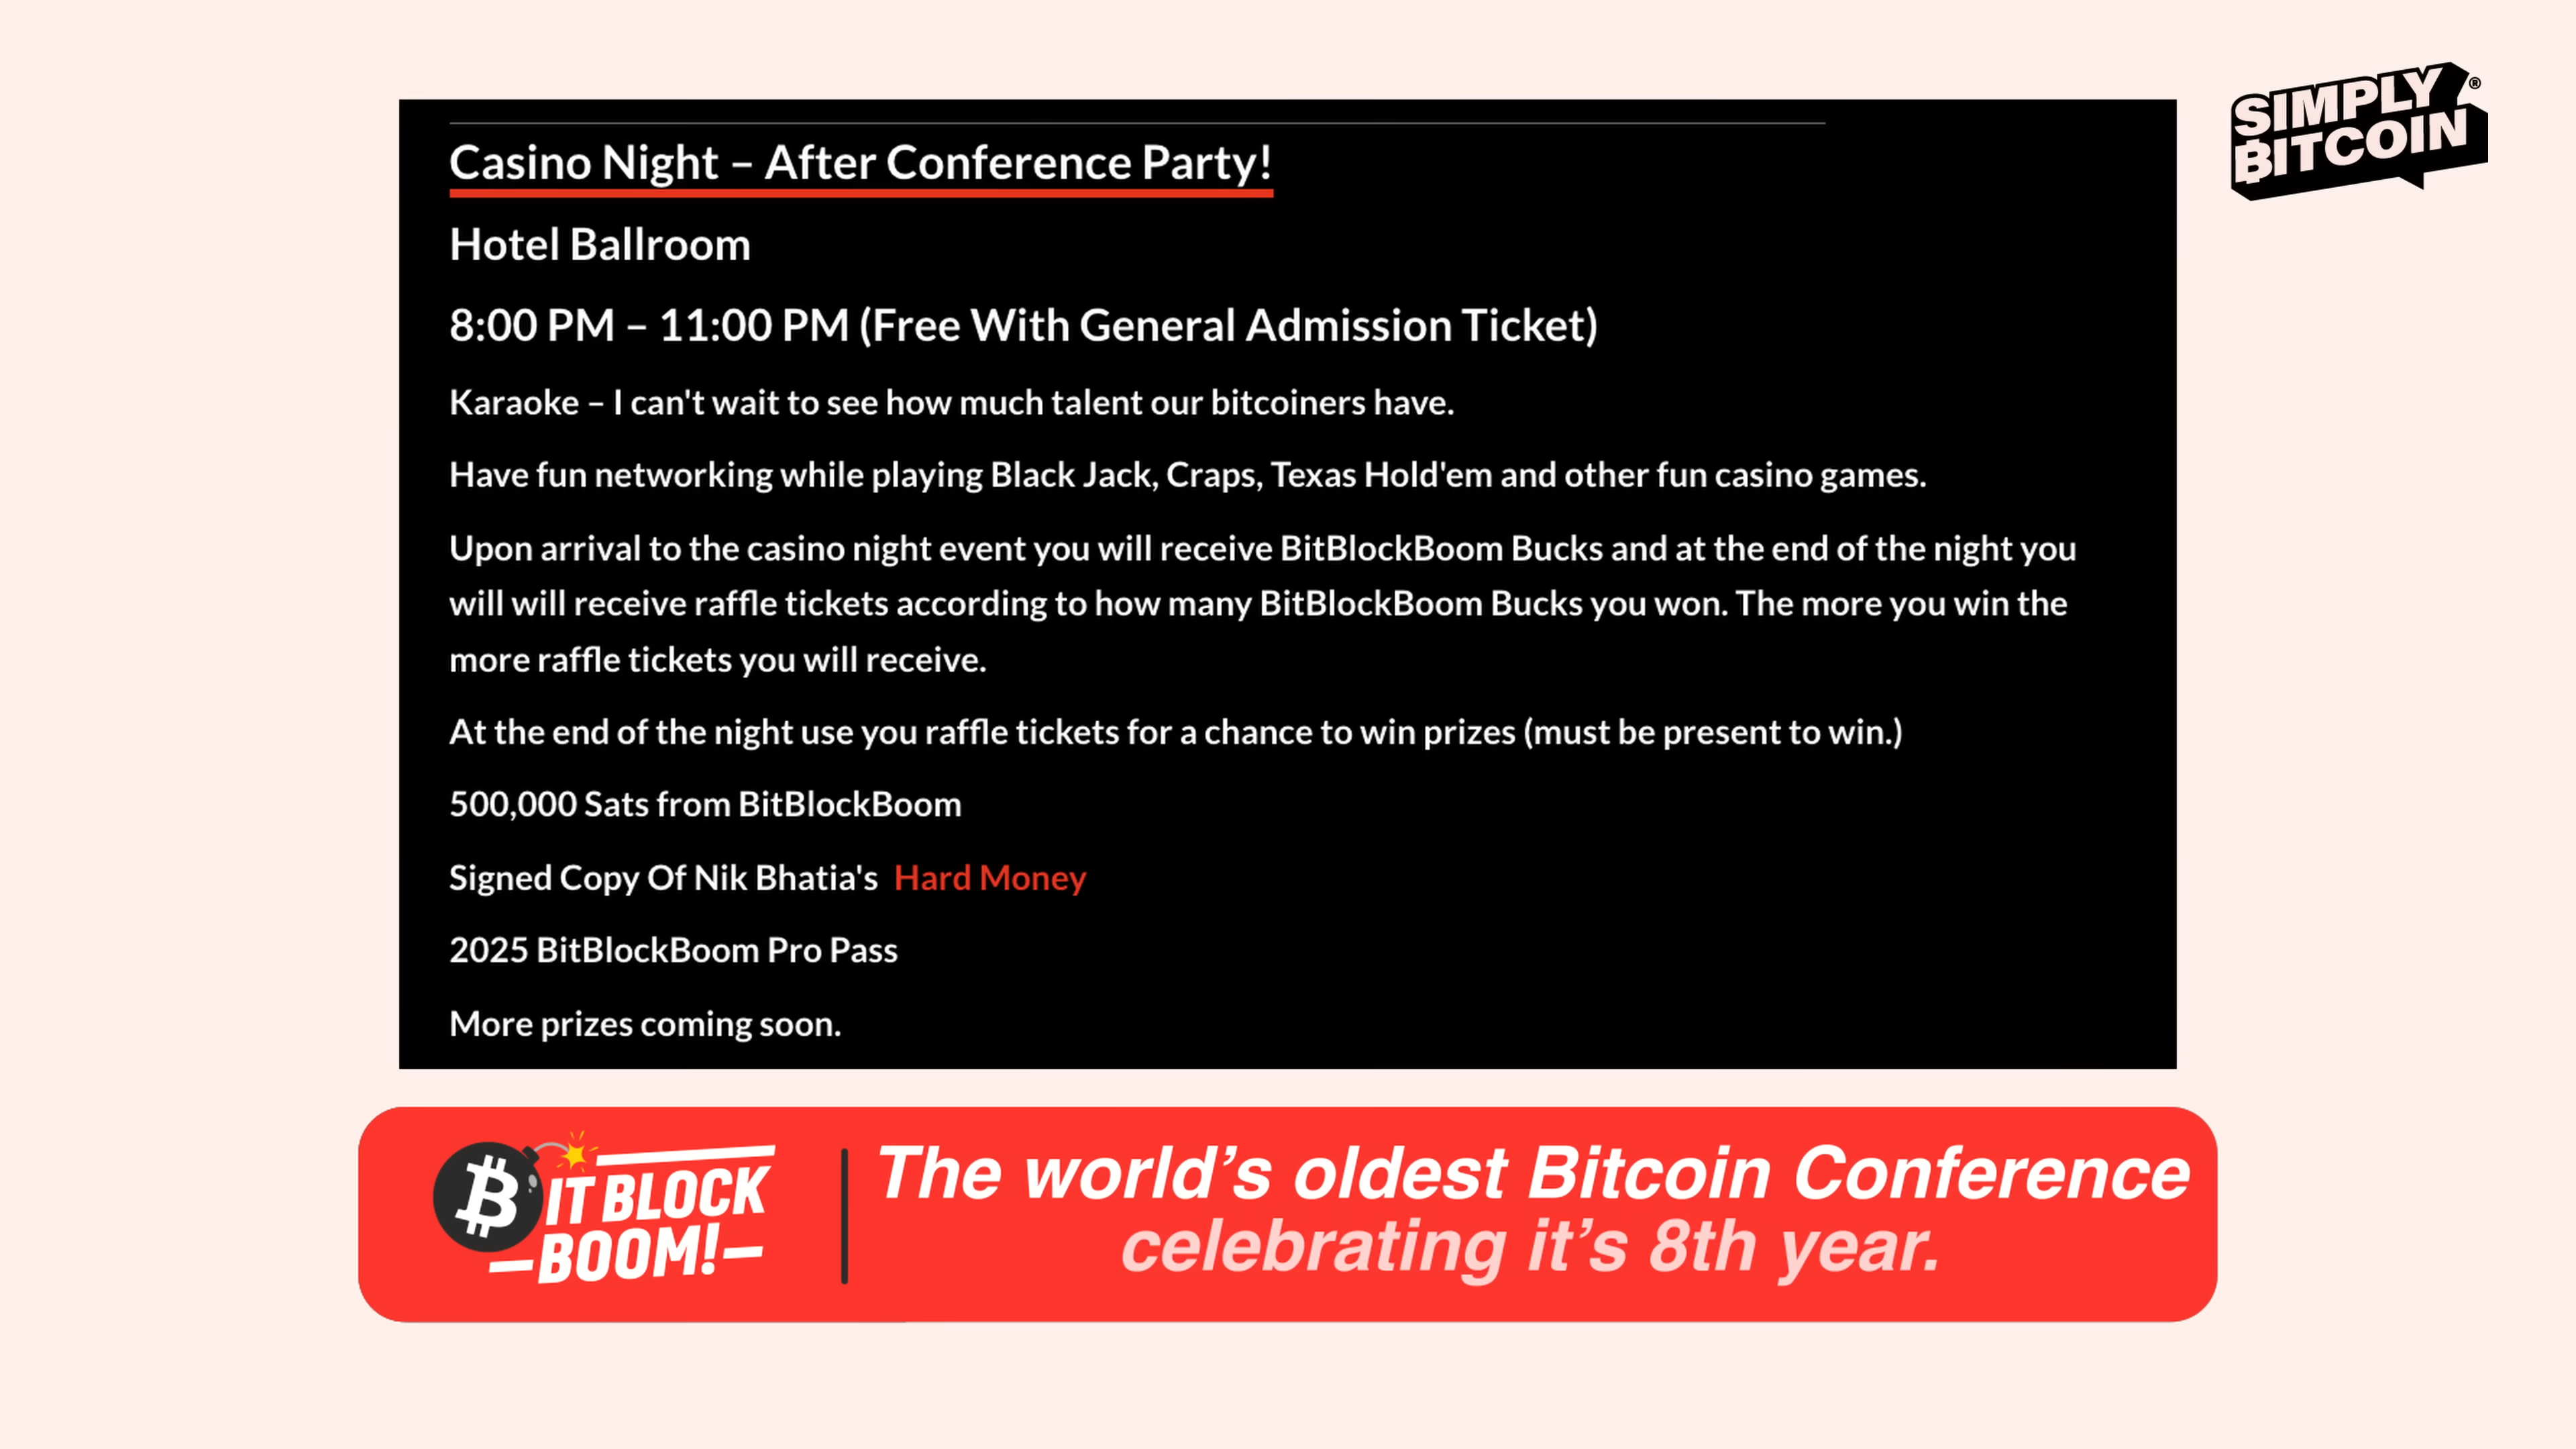 SIMPLY
BITCOIN®
Casino Night – After Conference Party!
Hotel Ballroom
8:00 PM – 11:00 PM (Free With General Admission Ticket)
Karaoke – I can't wait to see how much talent our bitcoiners have.
Have fun networking while playing Black Jack, Craps, Texas Hold'em and other fun casino games.
Upon arrival to the casino night event you will receive BitBlockBoom Bucks and at the end of the night you
will will receive raffle tickets according to how many BitBlockBoom Bucks you won. The more you win the
more raffle tickets you will receive.
At the end of the night use you raffle tickets for a chance to win prizes (must be present to win.)
500,000 Sats from BitBlockBoom
Signed Copy Of Nik Bhatia's Hard Money
2025 BitBlockBoom Pro Pass
More prizes coming soon.
₿IT BLOCK
BOOM!
The world’s oldest Bitcoin Conference
celebrating it’s 8th year.